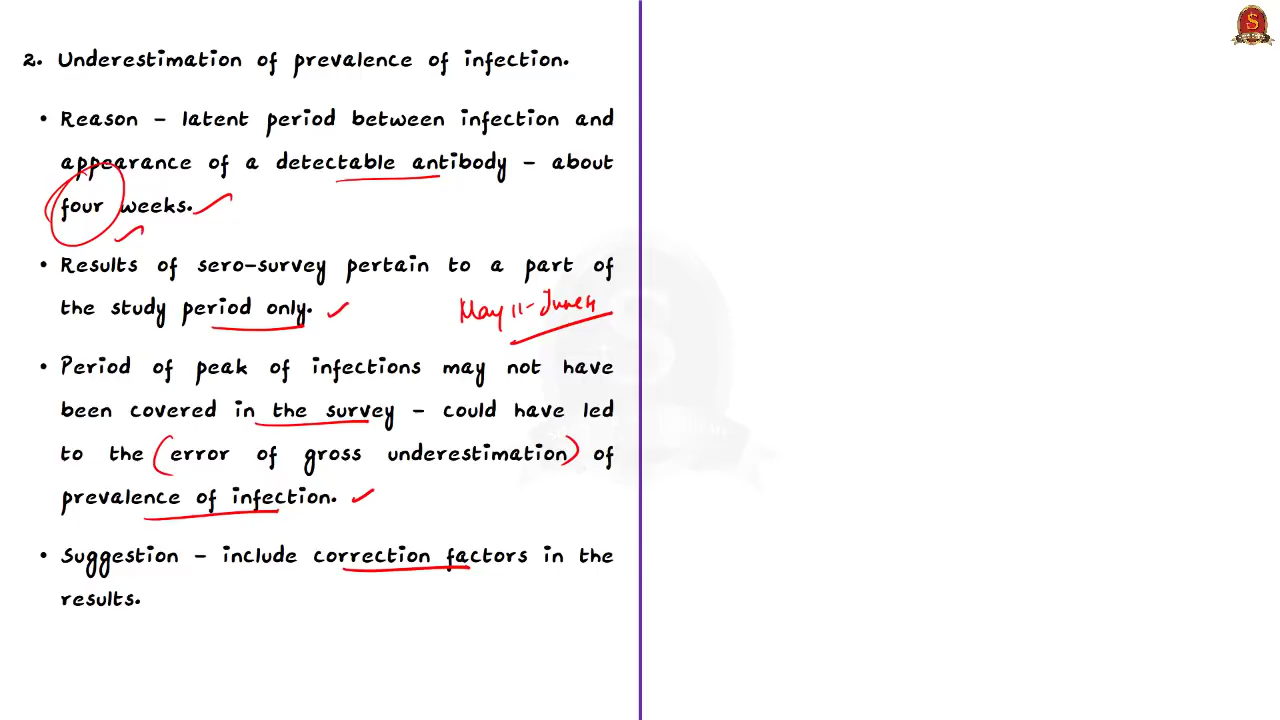 2. Underestimation of prevalence of infection.
• Reason – latent period between infection and
appearance of a detectable antibody – about
four weeks.
• Results of sero-survey pertain to a part of
the study period only.
May 11-June 4
• Period of peak of infections may not have
been covered in the survey – could have led
to the error of gross underestimation of
prevalence of infection.
• Suggestion – include correction factors in the
results.